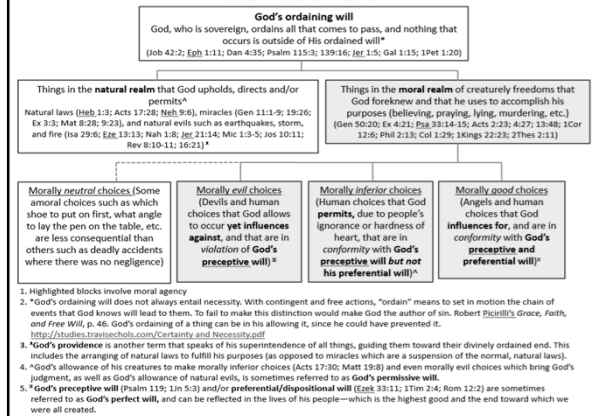 God's ordaining will
God, who is sovereign, ordains all that comes to pass, and nothing that
occurs is outside of His ordained will*
(Job 42:2; Eph 1:11; Dan 4:35; Psalm 115:3; 139:16; Jer 1:5; Gal 1:15; 1Pet 1:20)
Things in the natural realm that God upholds, directs and/or
permits^
Natural laws (Heb 1:3; Acts 17:28; Neh 9:6), miracles (Gen 11:1-9; 19:26
Ex 3:3; Mat 8:28; 9:23), and natural evils such as earthquakes, storm,
and fire (Isa 29:6; Eze 13:13; Nah 1:8; Jer 21:14; Mic 1:3-5; Jos 10:11;
Rev 8:10-11; 16:21)
Things in the moral realm of creaturely freedoms that
God foreknew and that he uses to accomplish his
purposes (believing, praying, lying, murdering, etc.)
(Gen 50:20; Ex 4:21; Psa 33:14-15; Acts 2:23; 4:27; 13:48; 1Cor
12:6; Phil 2:13; Col 1:29; 1Kings 22:23; 2Thes 2:11)
Morally neutral choices (Some
amoral choices such as which
shoe to put on first, what angle
to lay the pen on the table, etc.
are less consequential than
others such as deadly accidents
where there was no negligence)
Morally evil choices
(Devils and human
choices that God allows
to occur yet influences
against, and that are in
violation of God's
preceptive will)
Morally inferior choices
(Human choices that God
permits, due to people's
ignorance or hardness of
heart, that are in
conformity with God's
preceptive will but not
his preferential will)^
Morally good choices
(Angels and human
choices that God
influences for, and are in
conformity with God's
preceptive and
preferential will)
1. Highlighted blocks involve moral agency
2. *God's ordaining will does not always entail necessity. With contingent and free actions, "ordain" means to set in motion the chain of
events that God knows will lead to them. To fail to make this distinction would make God the author of sin. Robert Picirilli's Grace, Faith,
and Free Will, p. 46. God's ordaining of a thing can be in his allowing it, since he could have prevented it.
http://studies.travisechols.com/Certainty and Necessity.pdf
3. God's providence is another term that speaks of his superintendence of all things, guiding them toward their divinely ordained end. This
includes the arranging of natural laws to fulfill his purposes (as opposed to miracles which are a suspension of the normal, natural laws).
4. ^God's allowance of his creatures to make morally inferior choices (Acts 17:30; Matt 19:8) and even morally evil choices which bring God's
judgment, as well as God's allowance of natural evils, is sometimes referred to as God's permissive will.
5. God's preceptive will (Psalm 119; 1Jn 5:3) and/or preferential/dispositional will (Ezek 33:11; 1Tim 2:4; Rom 12:2) are sometimes
referred to as God's perfect will, and can be reflected in the lives of his people—which is the highest good and the end toward which we
were all created.